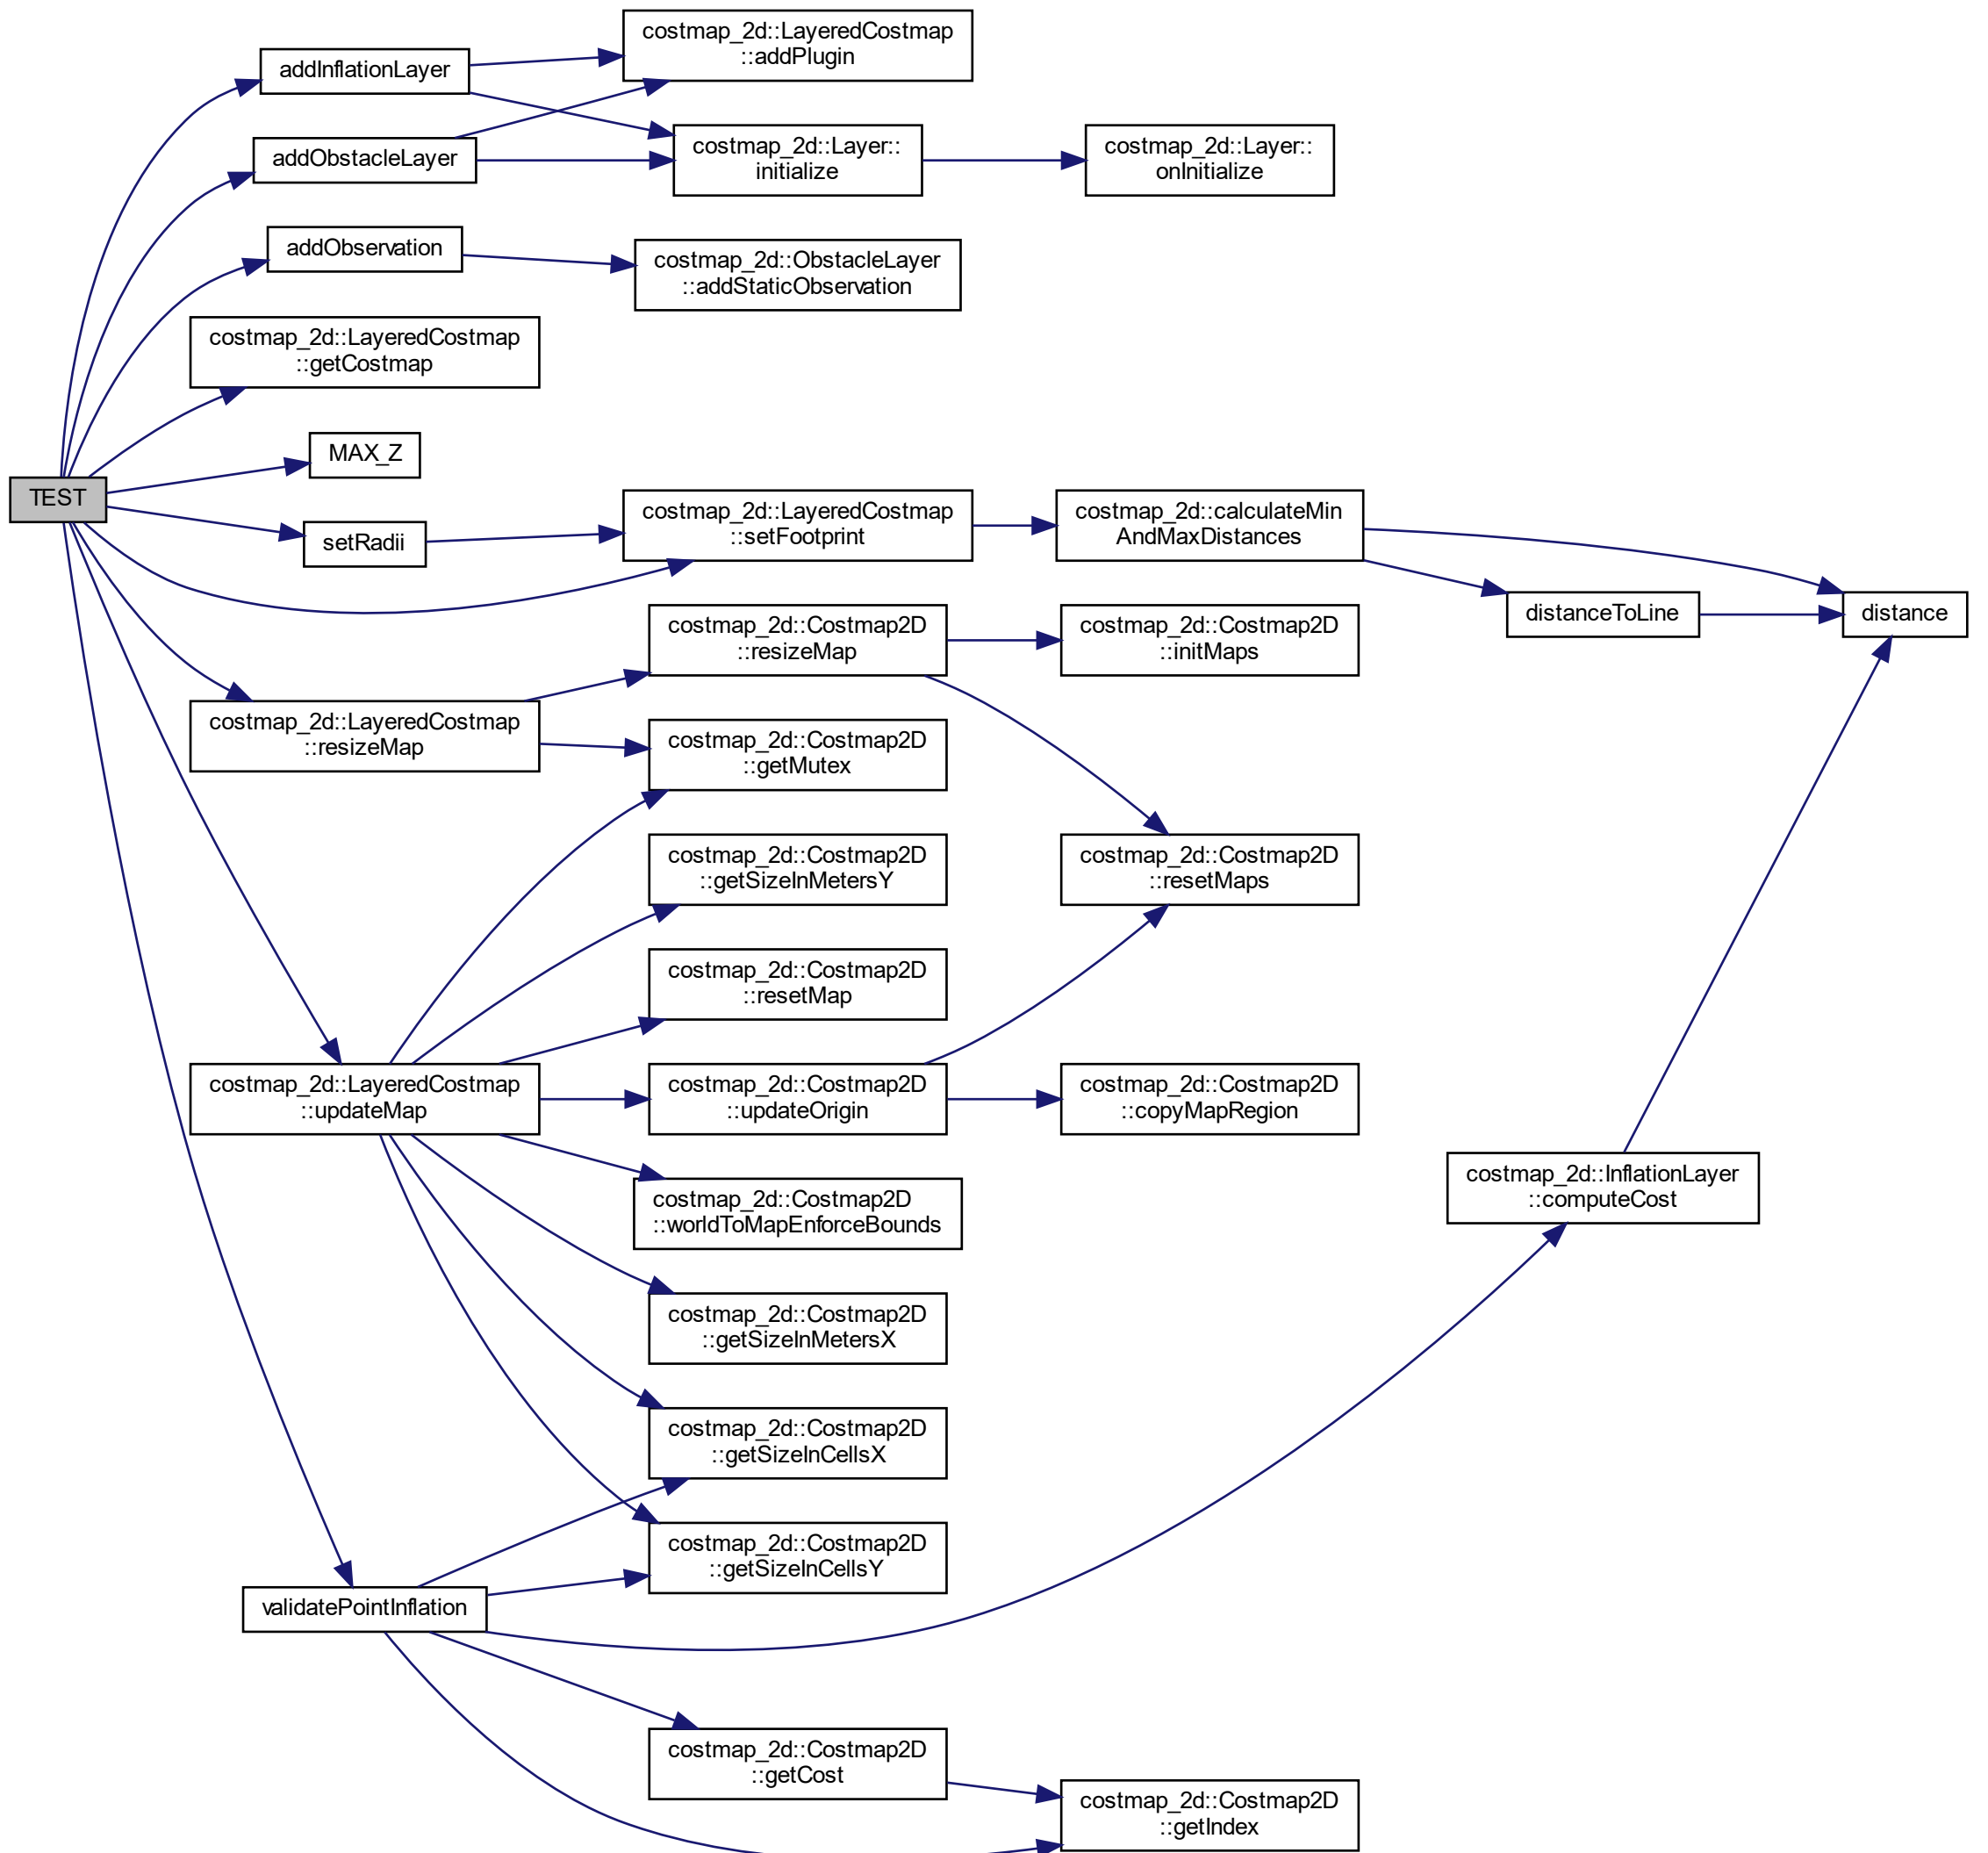 TEST
addInflationLayer
costmap_2d::LayeredCostmap
::addPlugin
addObstacleLayer
costmap_2d::Layer::
initialize
costmap_2d::Layer::
onInitialize
addObservation
costmap_2d::ObstacleLayer
::addStaticObservation
costmap_2d::LayeredCostmap
::getCostmap
MAX_Z
setRadii
costmap_2d::LayeredCostmap
::setFootprint
costmap_2d::calculateMin
AndMaxDistances
distanceToLine
distance
costmap_2d::LayeredCostmap
::resizeMap
costmap_2d::Costmap2D
::resizeMap
costmap_2d::Costmap2D
::initMaps
costmap_2d::Costmap2D
::getMutex
costmap_2d::Costmap2D
::getSizeInMetersY
costmap_2d::Costmap2D
::resetMaps
costmap_2d::Costmap2D
::resetMap
costmap_2d::LayeredCostmap
::updateMap
costmap_2d::Costmap2D
::updateOrigin
costmap_2d::Costmap2D
::copyMapRegion
costmap_2d::Costmap2D
::worldToMapEnforceBounds
costmap_2d::InflationLayer
::computeCost
costmap_2d::Costmap2D
::getSizeInMetersX
costmap_2d::Costmap2D
::getSizeInCellsX
costmap_2d::Costmap2D
::getSizeInCellsY
validatePointInflation
costmap_2d::Costmap2D
::getCost
costmap_2d::Costmap2D
::getIndex